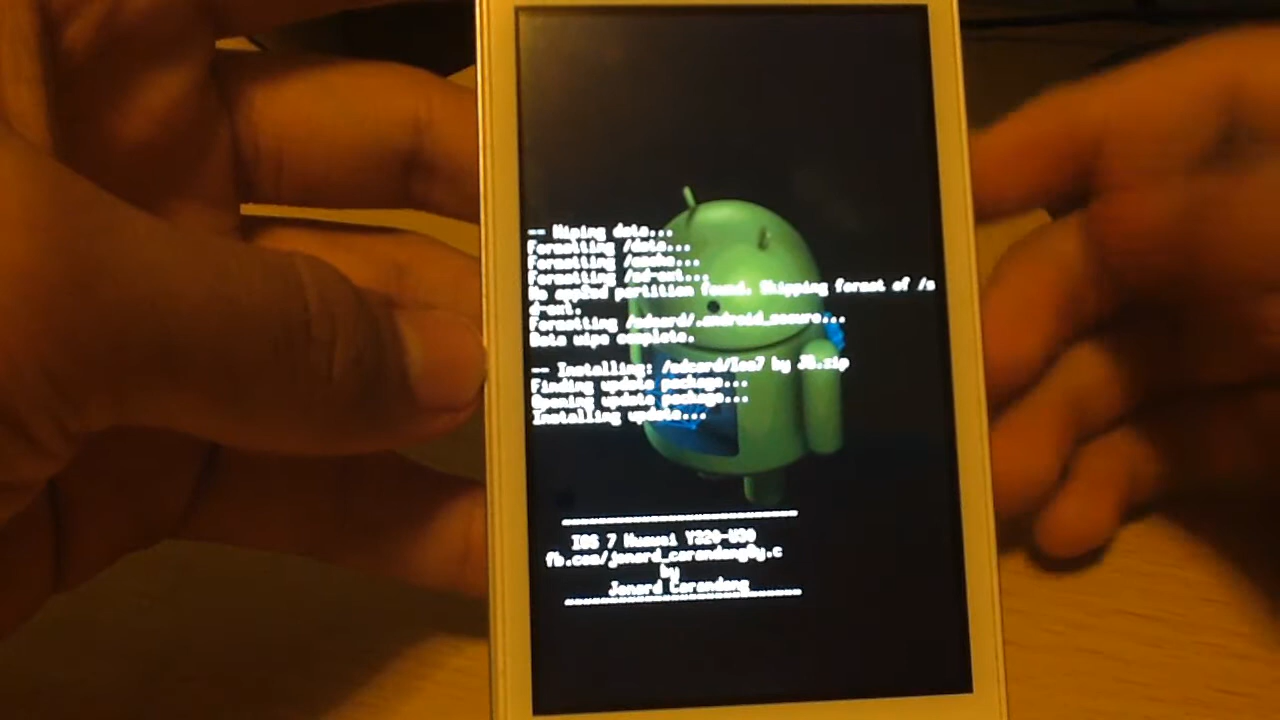 -- Wiping data...
Formatting /data...
Formatting /cache...
Formatting /sd-ext...
No app2sd partition found. Skipping format of /s
d-ext.
Formatting /sdcard/.android_secure...
Data wipe complete.
-- Installing: /sdcard/Ios7 by JB.zip
Finding update package...
Opening update package...
Installing update...
IOS 7 Huawei Y320-U30
by
Jonard Carandang